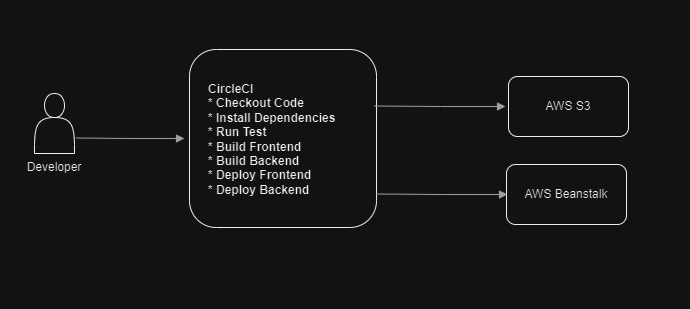 Developer
CircleCI
* Checkout Code
* Install Dependencies
* Run Test
* Build Frontend
* Build Backend
* Deploy Frontend
* Deploy Backend
AWS S3
AWS Beanstalk